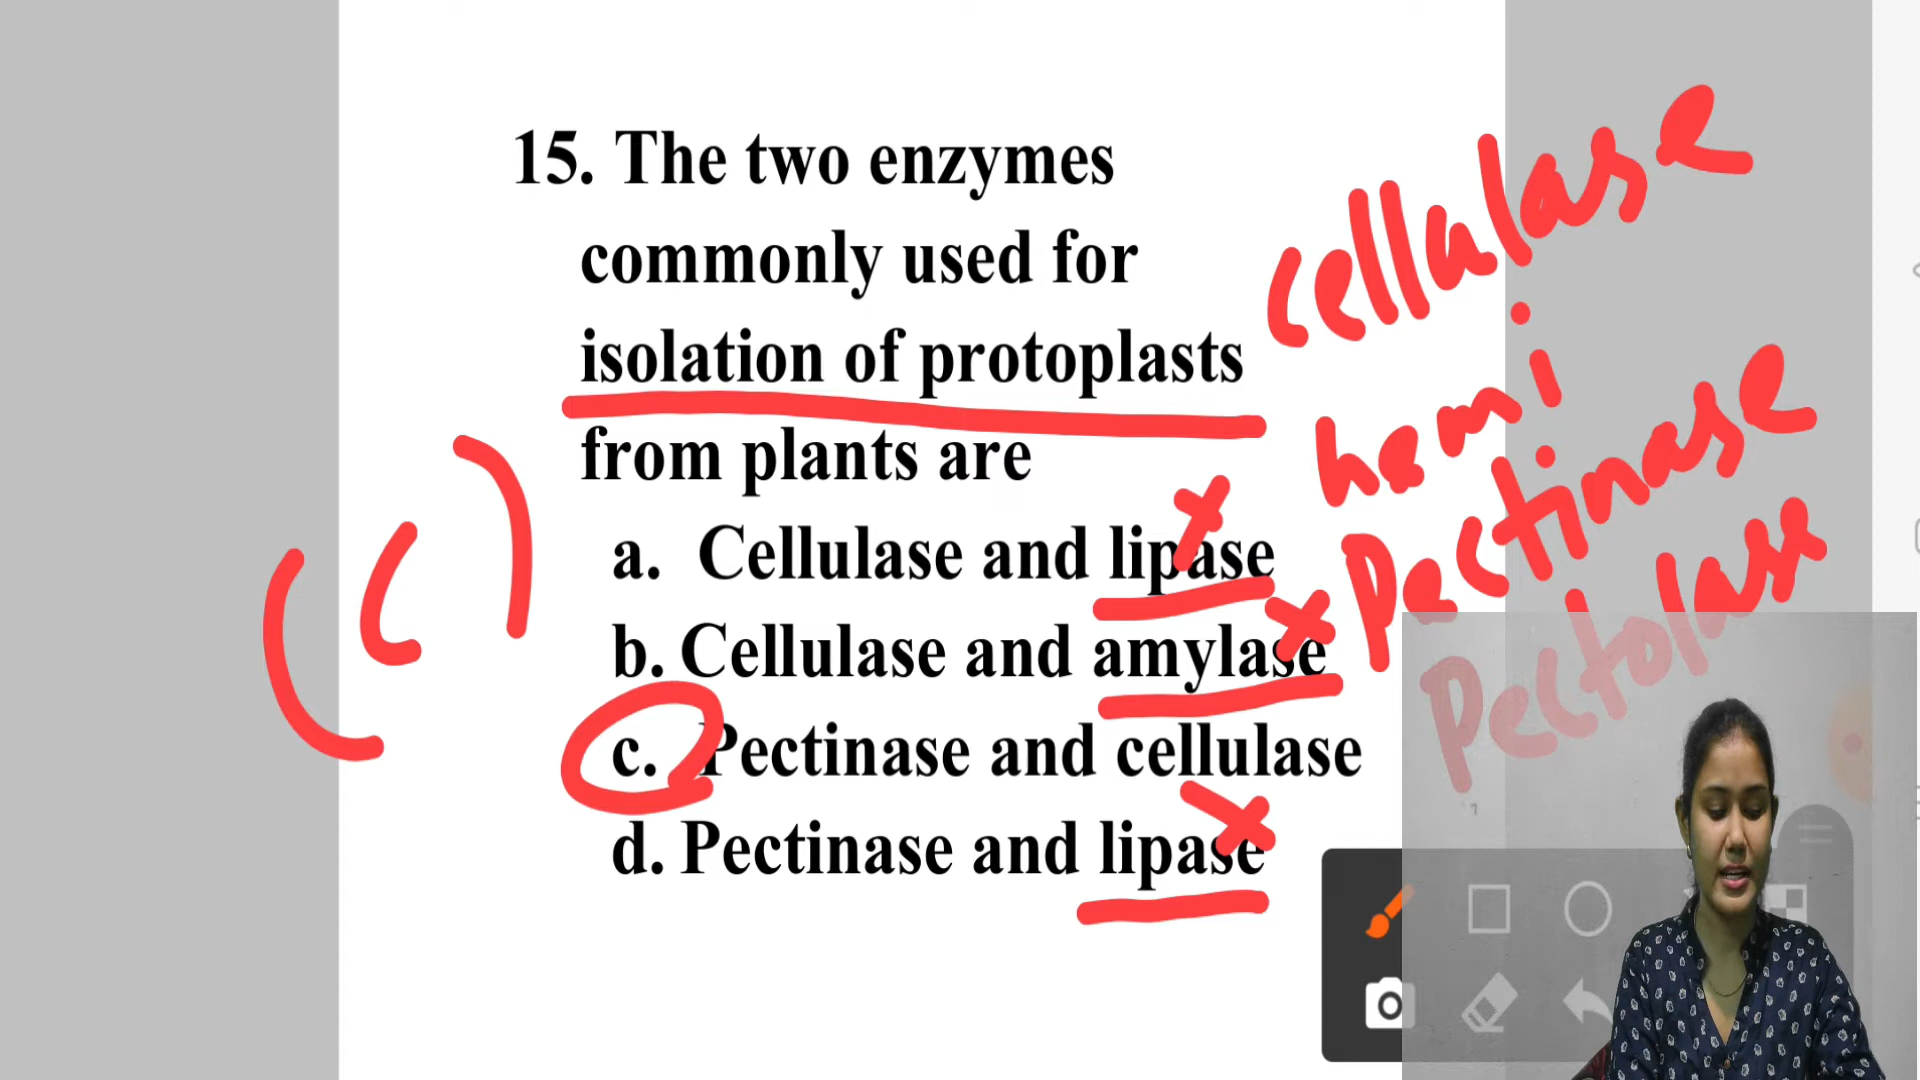 15. The two enzymes
commonly used for
isolation of protoplasts
from plants are
a. Cellulase and lipase
b. Cellulase and amylase
c. Pectinase and cellulase
d. Pectinase and lipase
cellulase
hemi
Pectinase
Pectolase